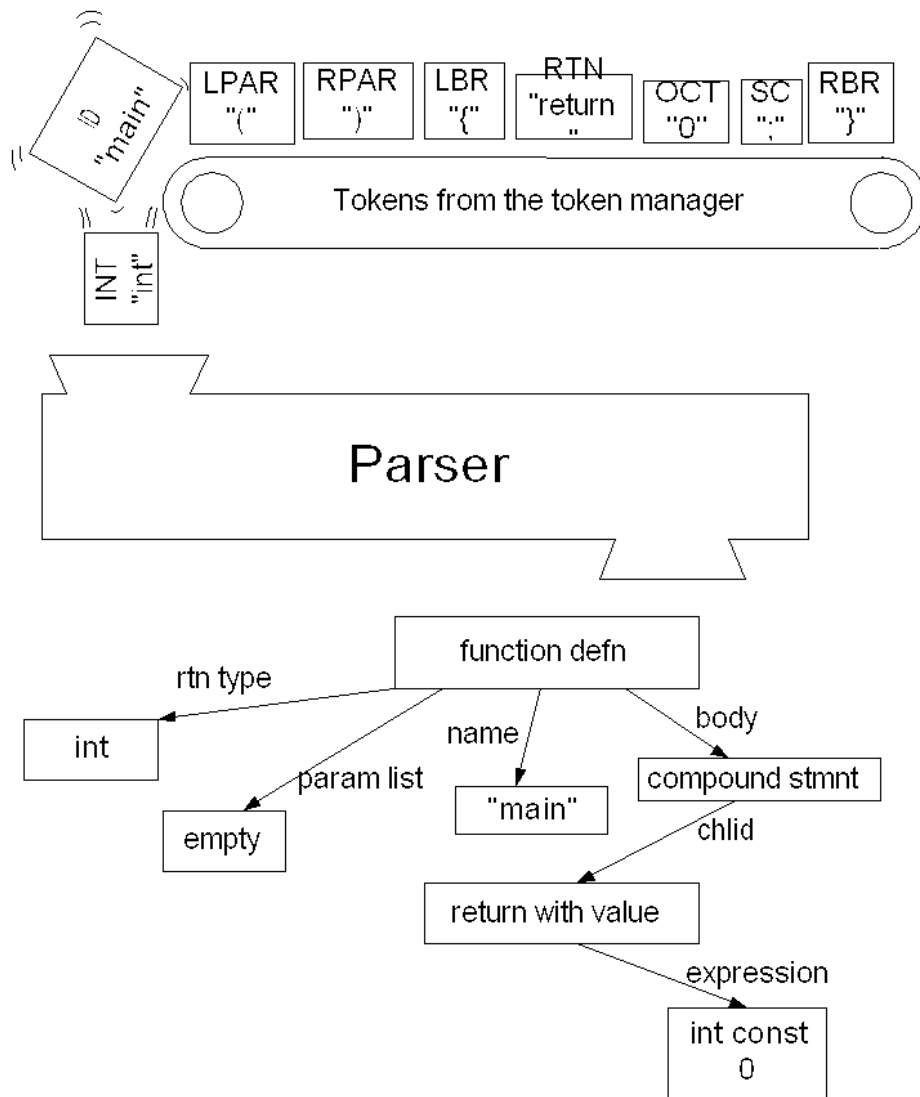 ID
"main"
LPAR
"("
RPAR
")"
LBR
"{"
RTN
"return
"
OCT
"0"
SC
";"
RBR
"}"
Tokens from the token manager
INT
"int"
Parser
function defn
rtn type
int
param list
empty
name
"main"
body
compound stmnt
chlid
return with value
expression
int const
0